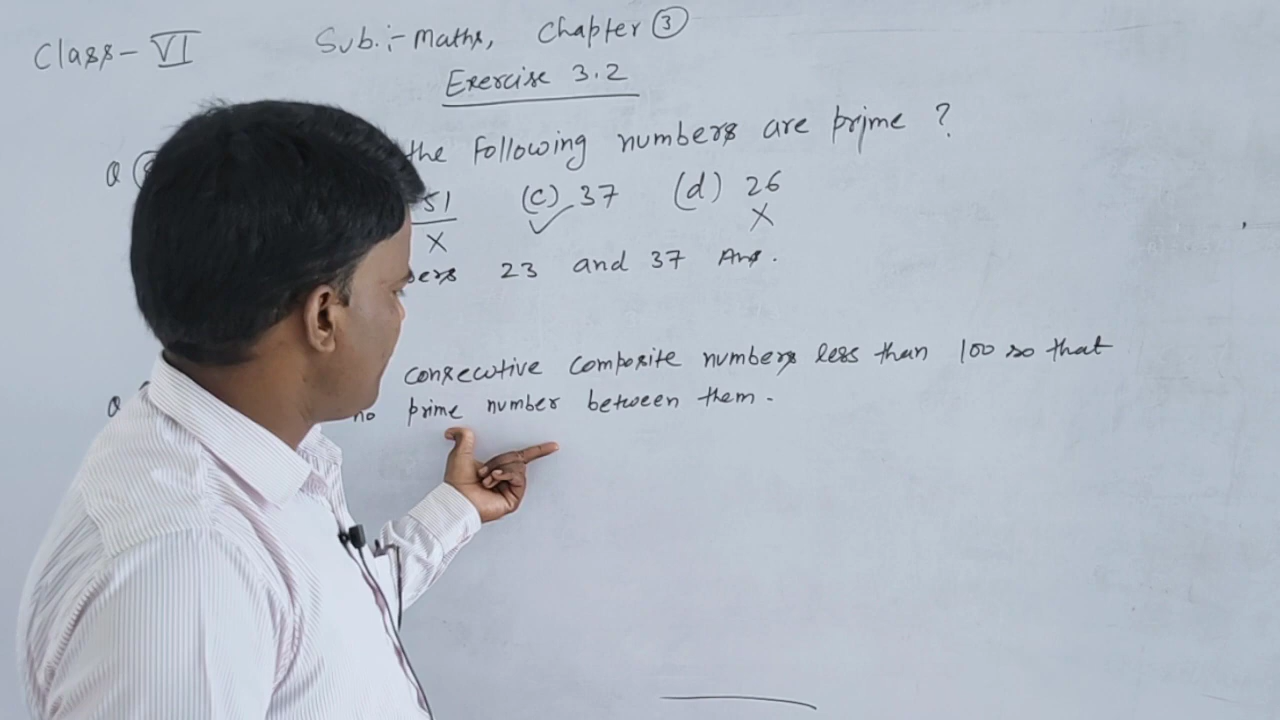 Class- VI Sub.:- Maths, Chapter 3
Exercise 3.2
Q the following numbers are prime ?
51 (c) 37 (d) 26
X X
bers 23 and 37 Ans.
Q consecutive composite numbers less than 100 so that
no prime number between them.